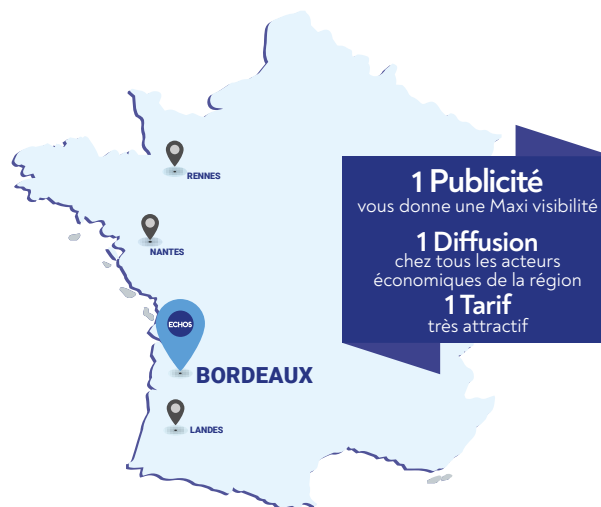 RENNES
NANTES
ECHOS
BORDEAUX
LANDES
1 Publicité
vous donne une Maxi visibilité
1 Diffusion
chez tous les acteurs
économiques de la région
1 Tarif
très attractif